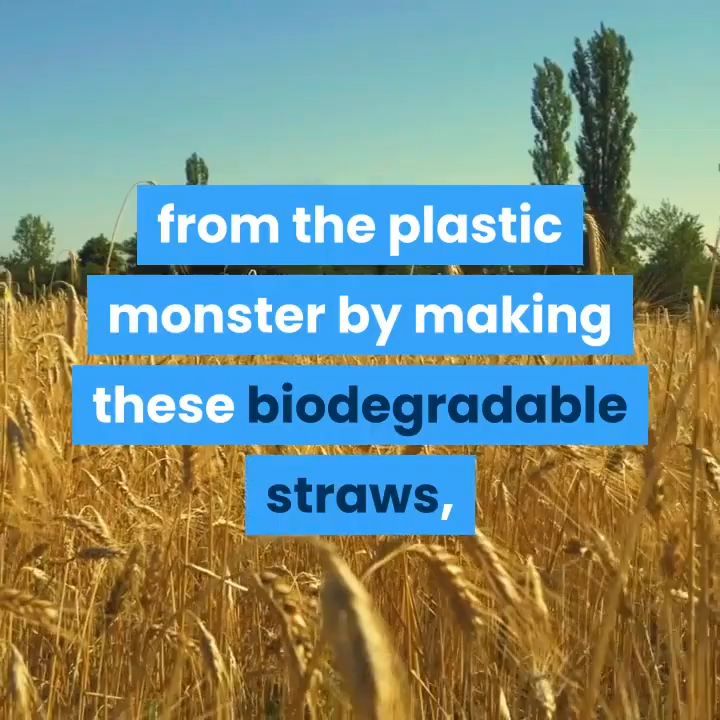 from the plastic
monster by making
these biodegradable
straws,